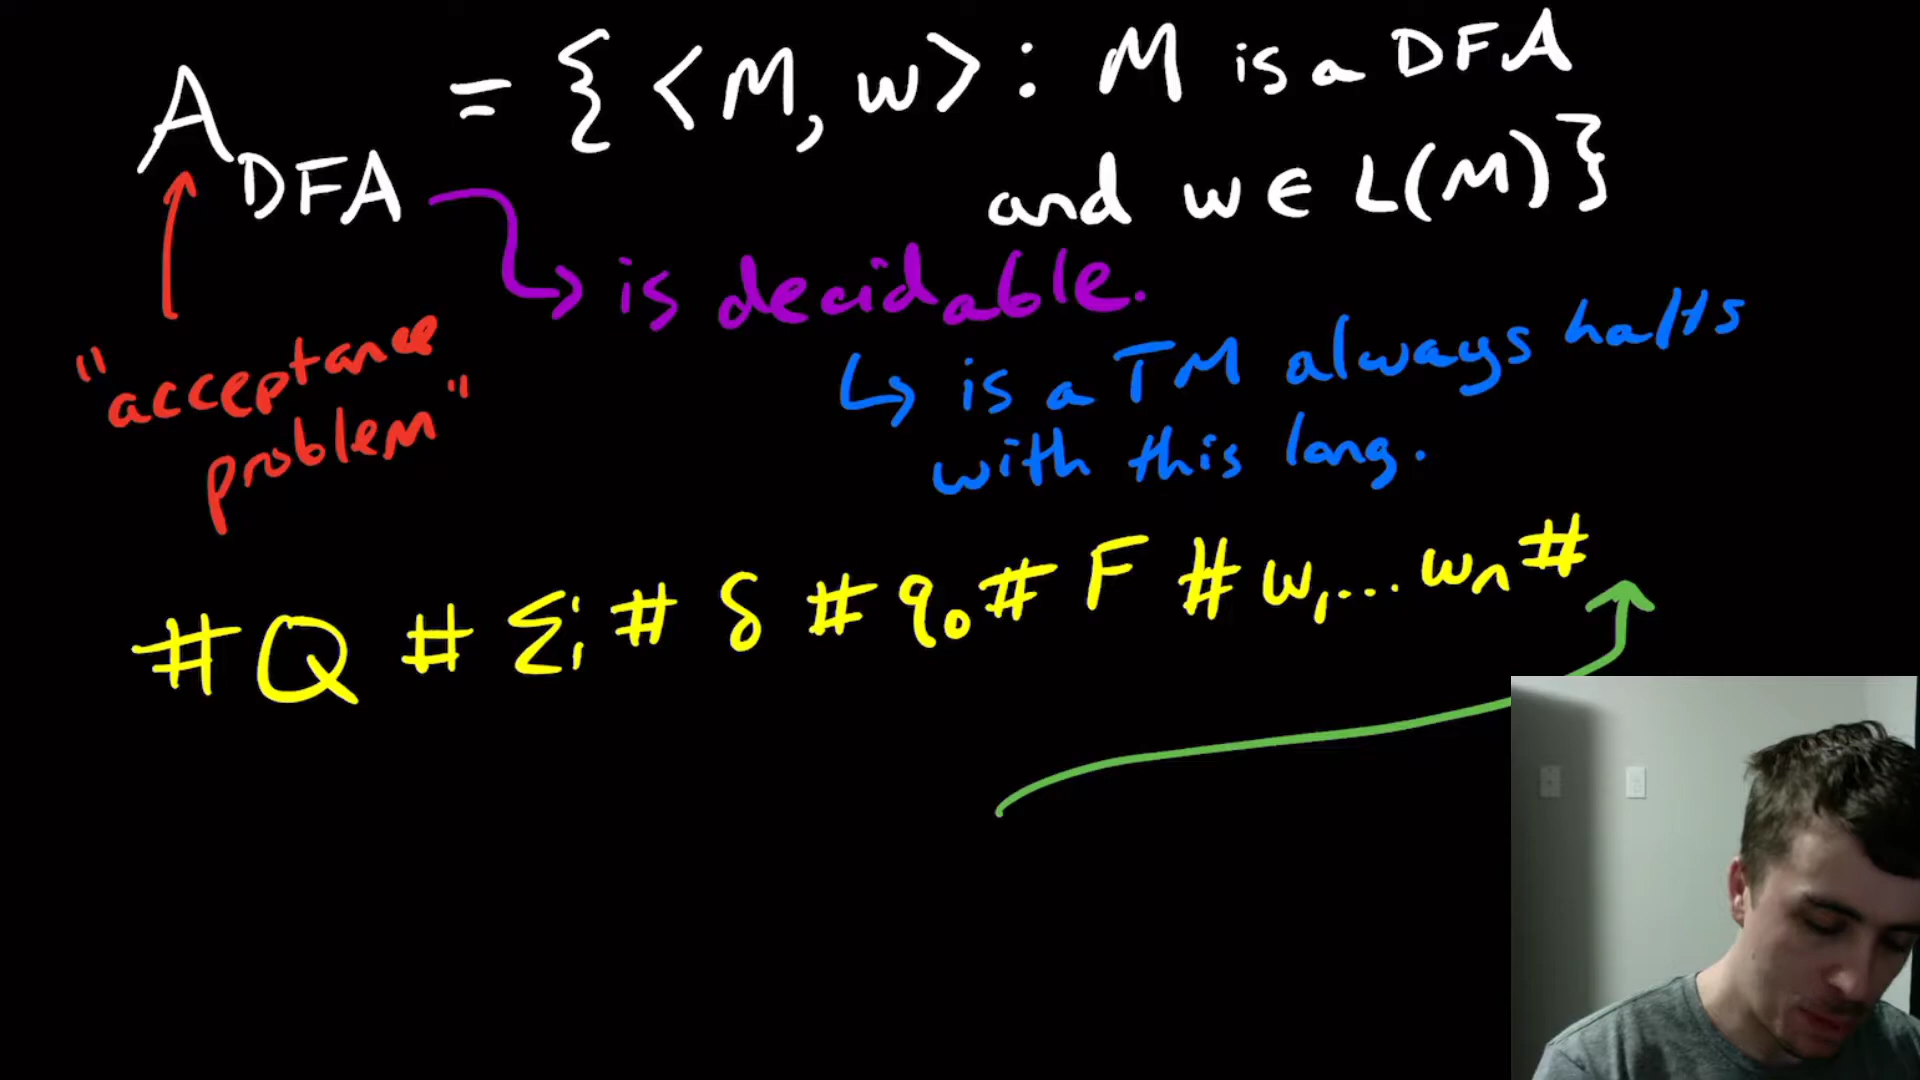 A_DFA = {<M, w> : M is a DFA
and w ∈ L(M)}
is decidable.
"acceptance
problem"
is a TM always halts
with this lang.
# Q # Σ # δ # q₀ # F # w₁... wₙ #